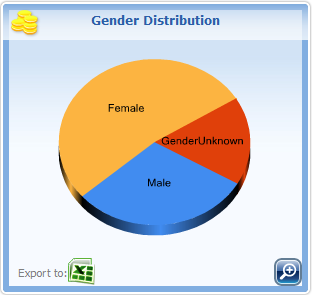 Gender Distribution
Female
GenderUnknown
Male
Export to: